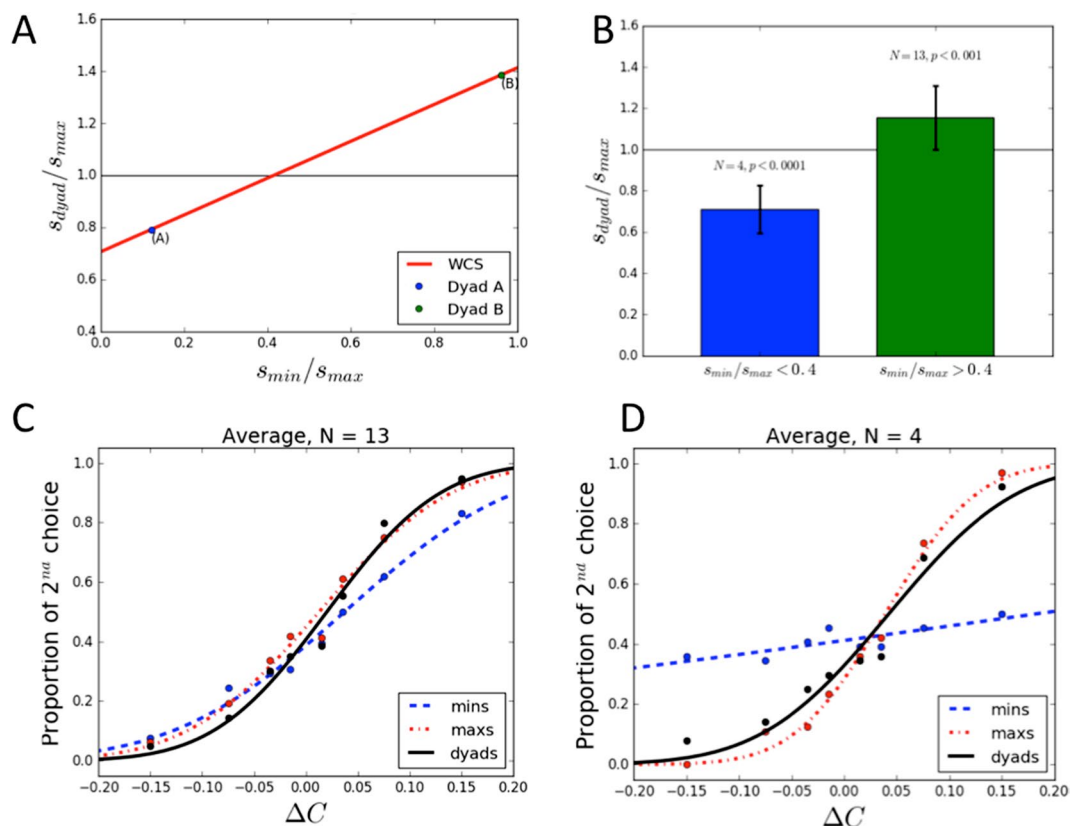 A
1.6
1.4
1.2
1.0
0.8
0.6
0.4
0.0 0.2 0.4 0.6 0.8 1.0
s_dyad/s_max
s_min/s_max
(A)
(B)
WCS
Dyad A
Dyad B
B
1.6
1.4
1.2
1.0
0.8
0.6
0.4
0.2
0.0
s_dyad/s_max
N = 4, p < 0.0001
N = 13, p < 0.001
s_min/s_max < 0.4
s_min/s_max > 0.4
C
Average, N = 13
1.0
0.8
0.6
0.4
0.2
0.0
Proportion of 2nd choice
mins
maxs
dyads
−0.20 −0.15 −0.10 −0.05 0.00 0.05 0.10 0.15 0.20
ΔC
D
Average, N = 4
1.0
0.8
0.6
0.4
0.2
0.0
Proportion of 2nd choice
mins
maxs
dyads
−0.20 −0.15 −0.10 −0.05 0.00 0.05 0.10 0.15 0.20
ΔC